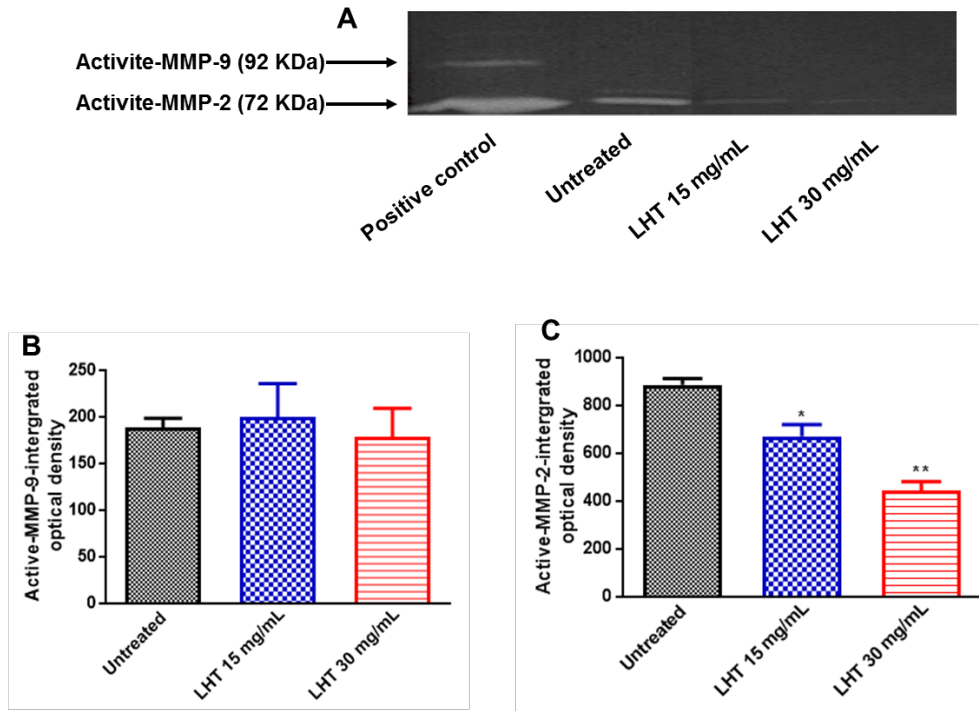 A
Activite-MMP-9 (92 KDa)
Activite-MMP-2 (72 KDa)
Positive control
Untreated
LHT 15 mg/mL
LHT 30 mg/mL
B
Active-MMP-9-intergrated
optical density
250
200
150
100
50
0
Untreated
LHT 15 mg/mL
LHT 30 mg/mL
C
Active-MMP-2-intergrated
optical density
1000
800
600
400
200
0
*
**
Untreated
LHT 15 mg/mL
LHT 30 mg/mL